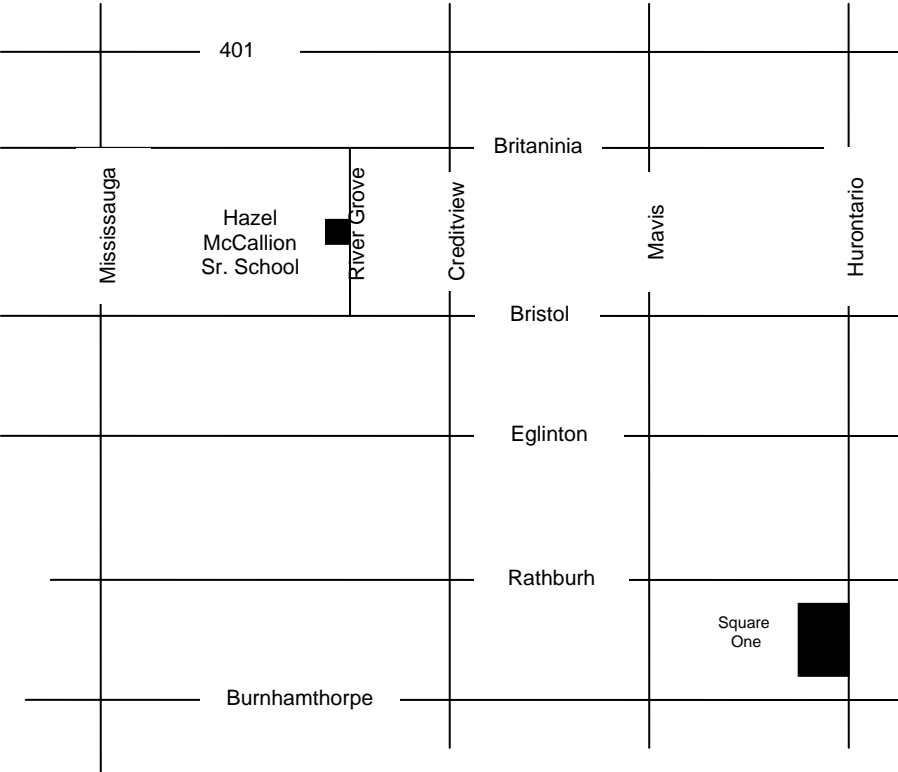 401
Britaninia
Mississauga
Hazel
McCallion
Sr. School
River Grove
Creditview
Mavis
Hurontario
Bristol
Eglinton
Rathburh
Square
One
Burnhamthorpe